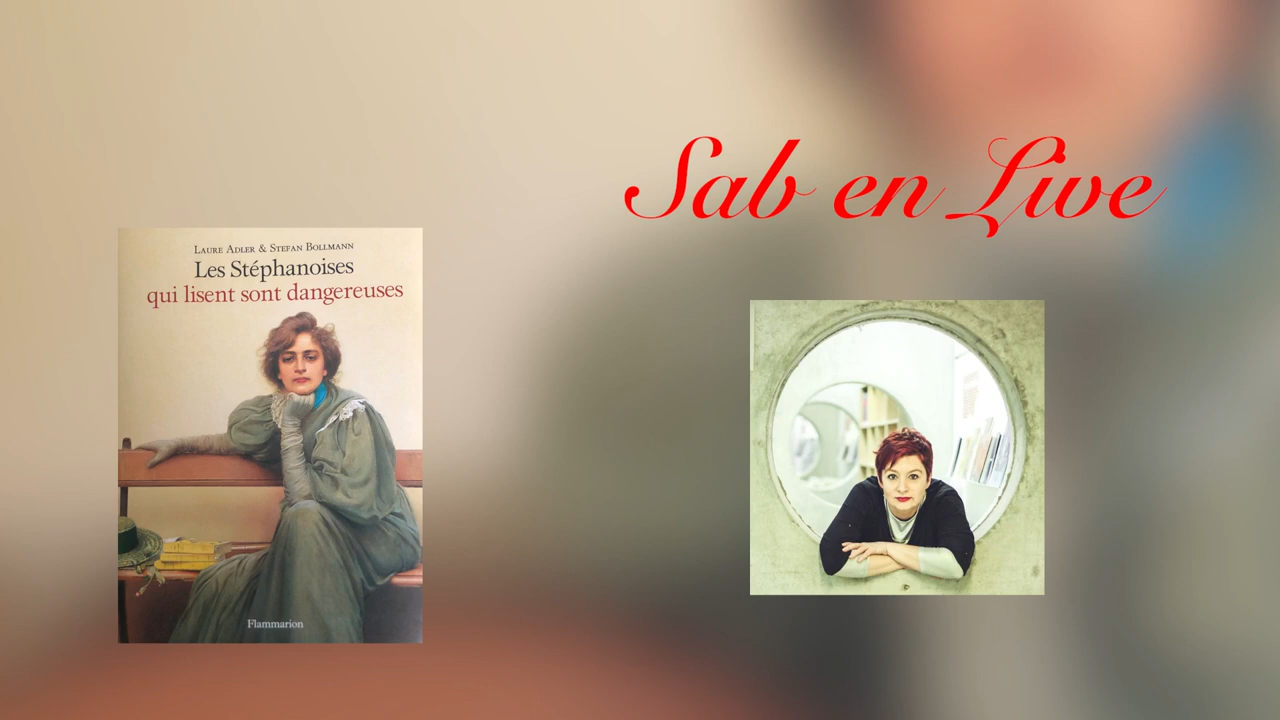 Sab en Live
LAURE ADLER & STEFAN BOLLMANN
Les Stéphanoises
qui lisent sont dangereuses
Flammarion